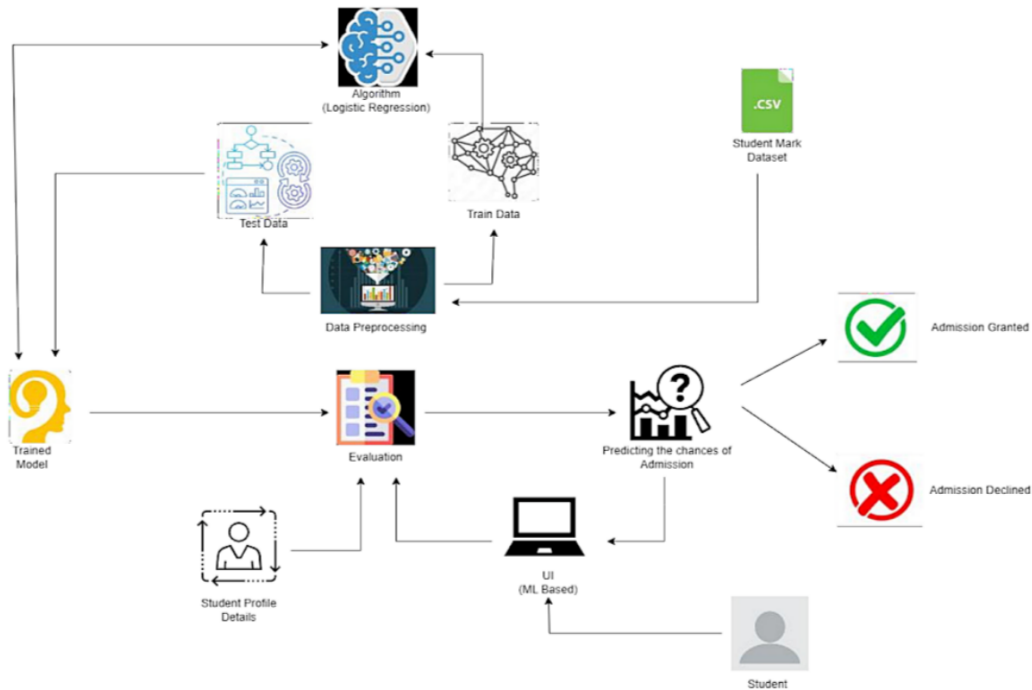 Algorithm
(Logistic Regression)
.CSV
Student Mark
Dataset
Test Data
Train Data
Data Preprocessing
Admission Granted
Trained
Model
Evaluation
Predicting the chances of
Admission
Admission Declined
UI
(ML Based)
Student Profile
Details
Student